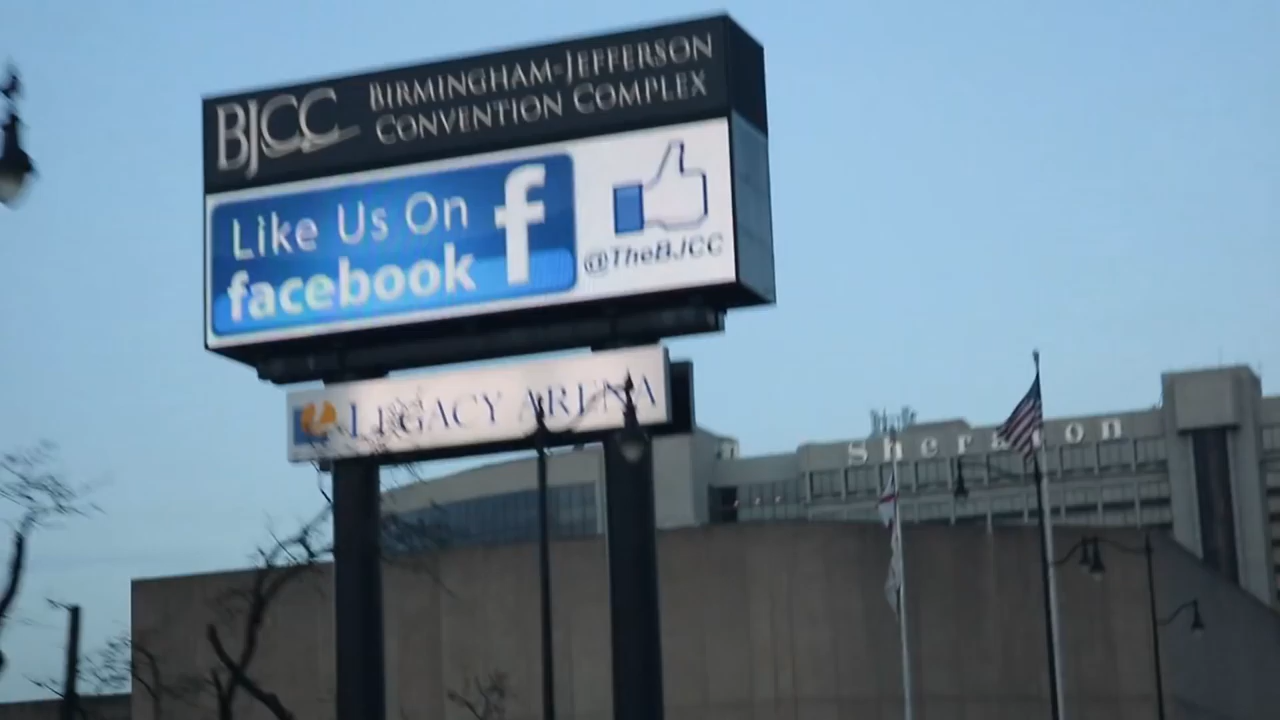 BJCC
BIRMINGHAM-JEFFERSON
CONVENTION COMPLEX
Like Us On
facebook
f
@TheBJCC
LEGACY ARENA
Sheraton